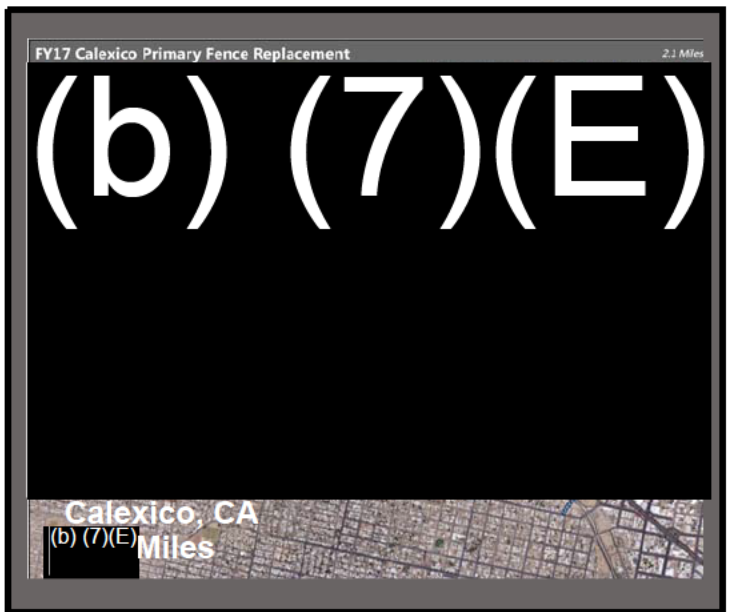 FY17 Calexico Primary Fence Replacement 2.1 Miles
(b) (7)(E)
Calexico, CA
(b) (7)(E) Miles